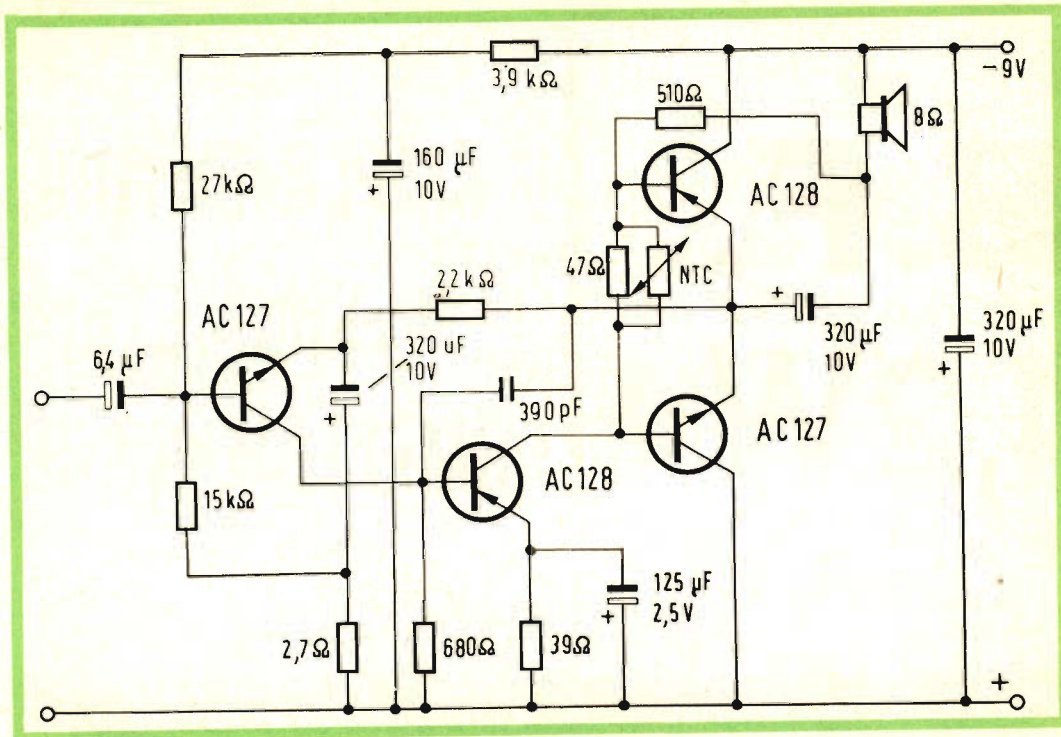 3,9 kΩ
-9V
510Ω
8Ω
160 µF
+ 10V
27kΩ
AC 128
47Ω
NTC
2,2 kΩ
+
AC 127
320 uF
10V
+
320 µF
10V
320 µF
10V
+
6,4 µF
390 pF
AC 127
AC 128
15kΩ
125 µF
+ 2,5V
2,7Ω
680Ω
39Ω
+